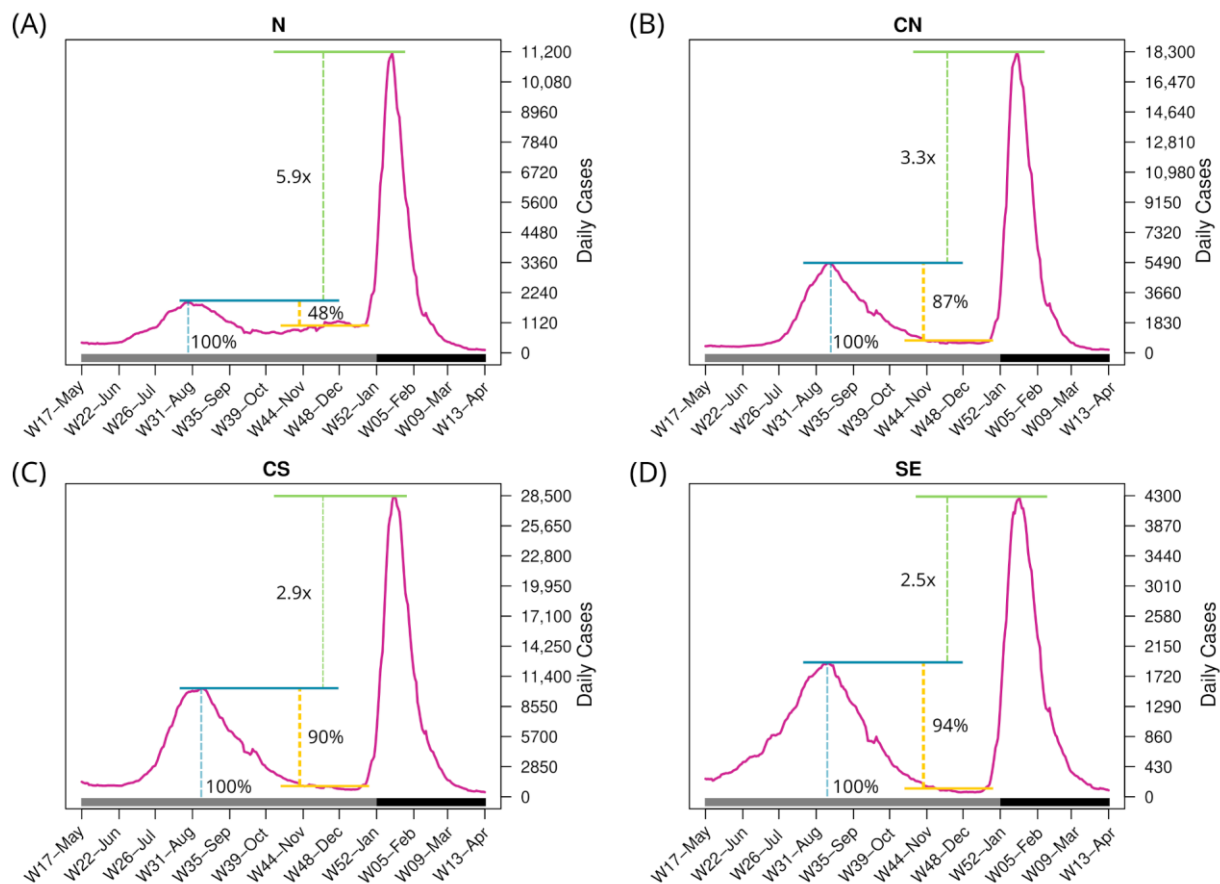 (A)
N
11,200
10,080
8960
7840
6720
5600
4480
3360
2240
1120
0
Daily Cases
5.9x
48%
100%
W17–May
W22–Jun
W26–Jul
W31–Aug
W35–Sep
W39–Oct
W44–Nov
W48–Dec
W52–Jan
W05–Feb
W09–Mar
W13–Apr
(B)
CN
18,300
16,470
14,640
12,810
10,980
9150
7320
5490
3660
1830
0
Daily Cases
3.3x
87%
100%
W17–May
W22–Jun
W26–Jul
W31–Aug
W35–Sep
W39–Oct
W44–Nov
W48–Dec
W52–Jan
W05–Feb
W09–Mar
W13–Apr
(C)
CS
28,500
25,650
22,800
19,950
17,100
14,250
11,400
8550
5700
2850
0
Daily Cases
2.9x
90%
100%
W17–May
W22–Jun
W26–Jul
W31–Aug
W35–Sep
W39–Oct
W44–Nov
W48–Dec
W52–Jan
W05–Feb
W09–Mar
W13–Apr
(D)
SE
4300
3870
3440
3010
2580
2150
1720
1290
860
430
0
Daily Cases
2.5x
94%
100%
W17–May
W22–Jun
W26–Jul
W31–Aug
W35–Sep
W39–Oct
W44–Nov
W48–Dec
W52–Jan
W05–Feb
W09–Mar
W13–Apr